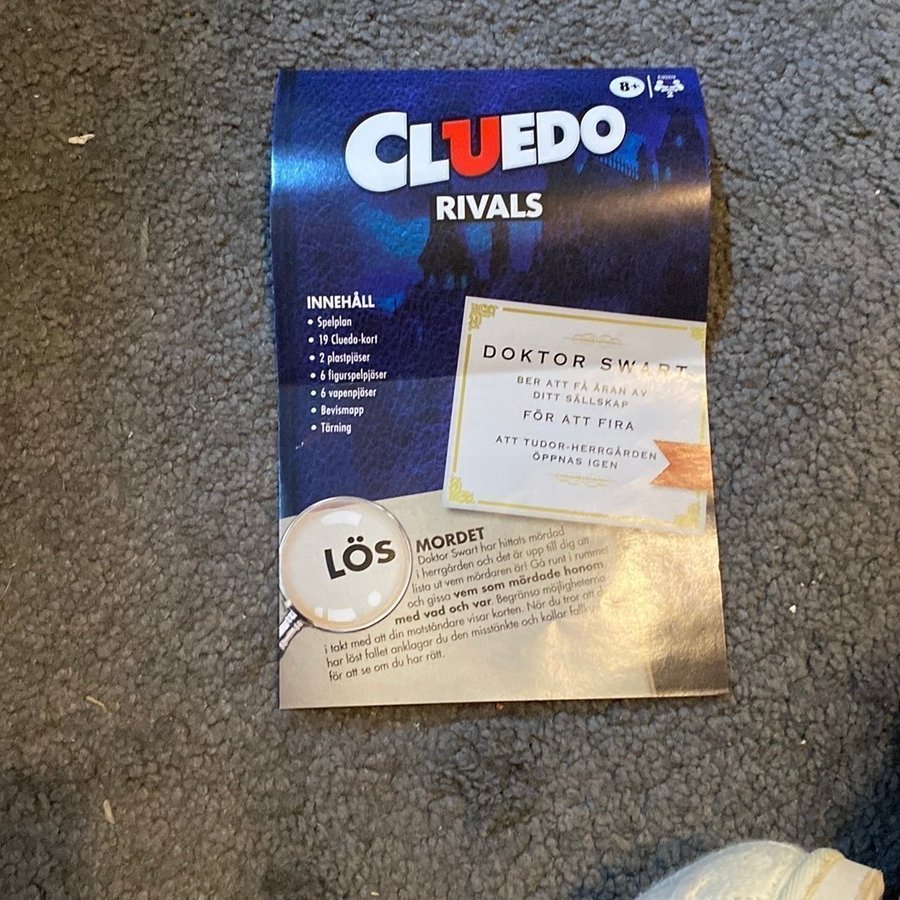 8+
2
CLUEDO
RIVALS
INNEHÅLL
• Spelplan
• 19 Cluedo-kort
• 2 plastpjäser
• 6 figurspelpjäser
• 6 vapenpjäser
• Bevismapp
• Tärning
DOKTOR SWART
BER ATT FÅ ÄRAN AV
DITT SÄLLSKAP
FÖR ATT FIRA
ATT TUDOR-HERRGÅRDEN
ÖPPNAS IGEN
LÖS
MORDET
Doktor Swart har hittats mördad
i herrgården och det är upp till dig att
lista ut vem mördaren är! Gå runt i rummet
och gissa vem som mördade honom
med vad och var. Begränsa möjligheterna
i takt med att din motståndare visar korten. När du tror att
har löst fallet anklagar du den misstänkte och kollar
för att se om du har rätt.